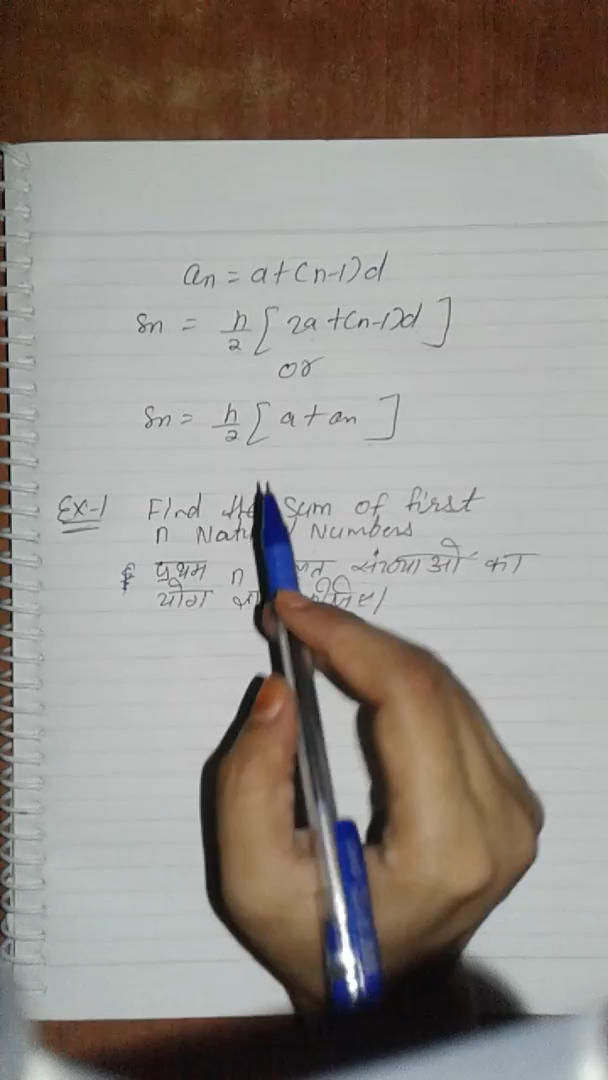 an = a + (n-1)d
Sn = n/2 [ 2a + (n-1)d ]
or
Sn = n/2 [ a + an ]
Ex-1 Find the Sum of first
n Numbers
प्रथम n संख्याओं का
योग